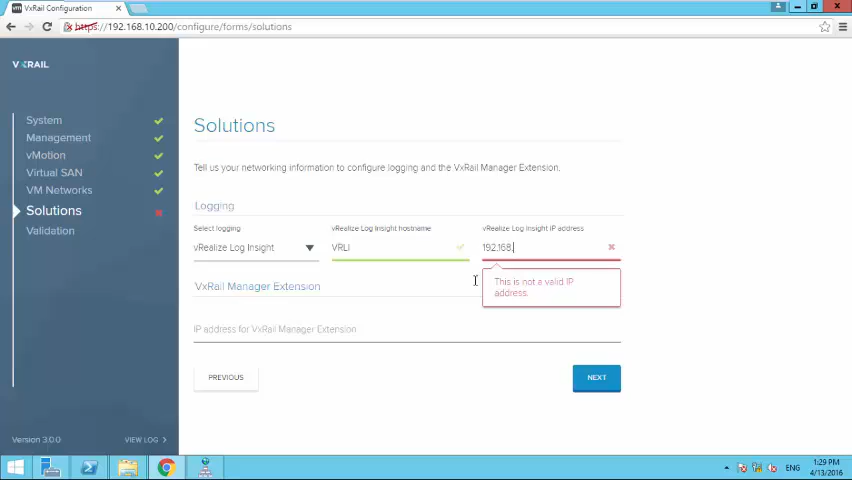 VxRail Configuration
https://192.168.10.200/configure/forms/solutions
VXRAIL
System
Management
vMotion
Virtual SAN
VM Networks
Solutions
Validation
Version 3.0.0
VIEW LOG >
Solutions
Tell us your networking information to configure logging and the VxRail Manager Extension.
Logging
Select logging
vRealize Log Insight hostname
vRealize Log Insight IP address
vRealize Log Insight
VRLI
192.168.
This is not a valid IP
address.
VxRail Manager Extension
IP address for VxRail Manager Extension
PREVIOUS
NEXT
ENG
1:29 PM
4/13/2016